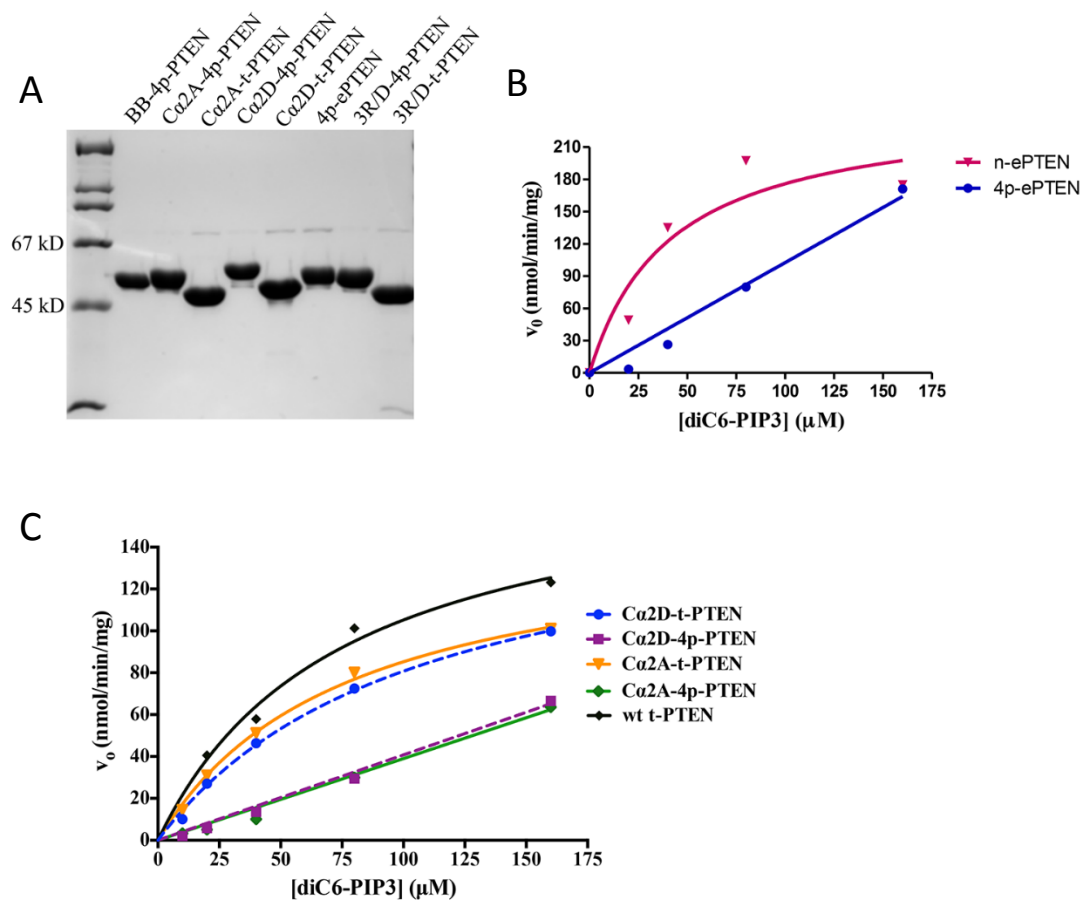 A
BB-4p-PTEN
Cα2A-4p-PTEN
Cα2A-t-PTEN
Cα2D-4p-PTEN
Cα2D-t-PTEN
4p-ePTEN
3R/D-4p-PTEN
3R/D-t-PTEN
67 kD
45 kD
B
v₀ (nmol/min/mg)
210
180
150
120
90
60
30
0
0 25 50 75 100 125 150 175
[diC6-PIP3] (μM)
n-ePTEN
4p-ePTEN
C
v₀ (nmol/min/mg)
140
120
100
80
60
40
20
0
0 25 50 75 100 125 150 175
[diC6-PIP3] (μM)
Cα2D-t-PTEN
Cα2D-4p-PTEN
Cα2A-t-PTEN
Cα2A-4p-PTEN
wt t-PTEN